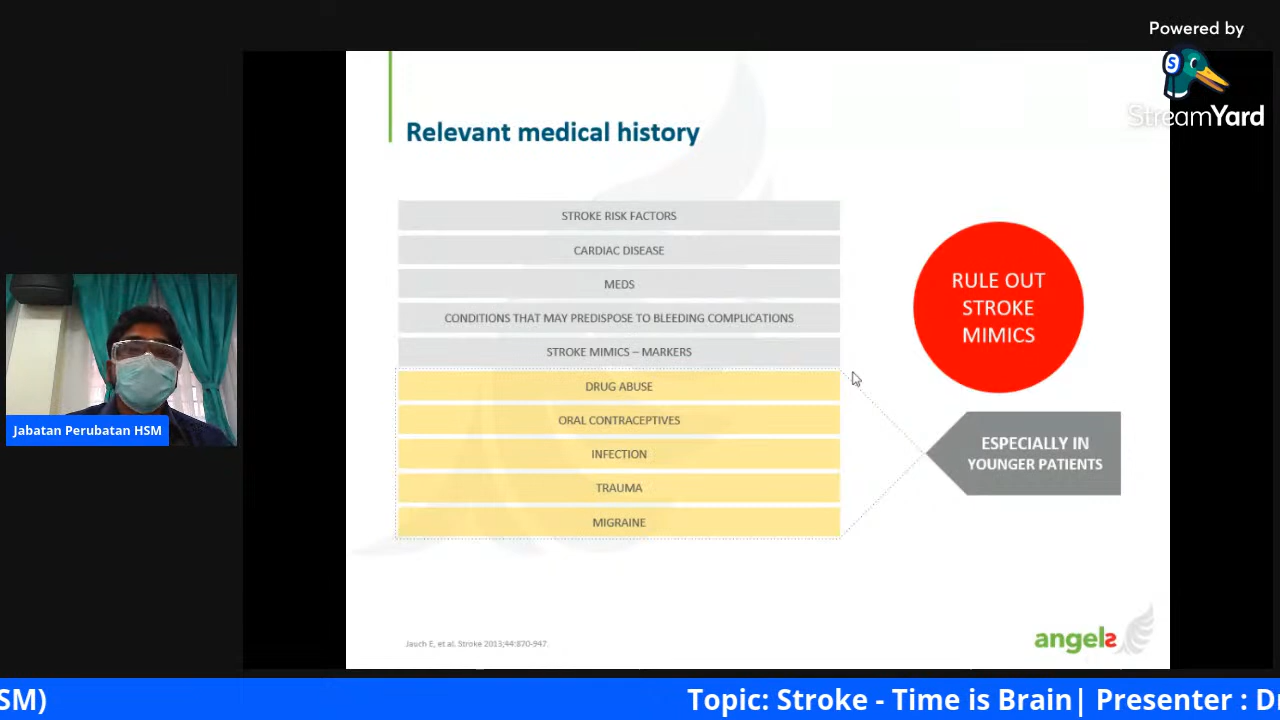 Powered by
StreamYard
Relevant medical history
STROKE RISK FACTORS
CARDIAC DISEASE
MEDS
CONDITIONS THAT MAY PREDISPOSE TO BLEEDING COMPLICATIONS
STROKE MIMICS – MARKERS
DRUG ABUSE
ORAL CONTRACEPTIVES
INFECTION
TRAUMA
MIGRAINE
RULE OUT
STROKE
MIMICS
ESPECIALLY IN
YOUNGER PATIENTS
Jabatan Perubatan HSM
Jauch E, et al. Stroke 2013;44:870-947.
angels
SM) Topic: Stroke - Time is Brain| Presenter : D